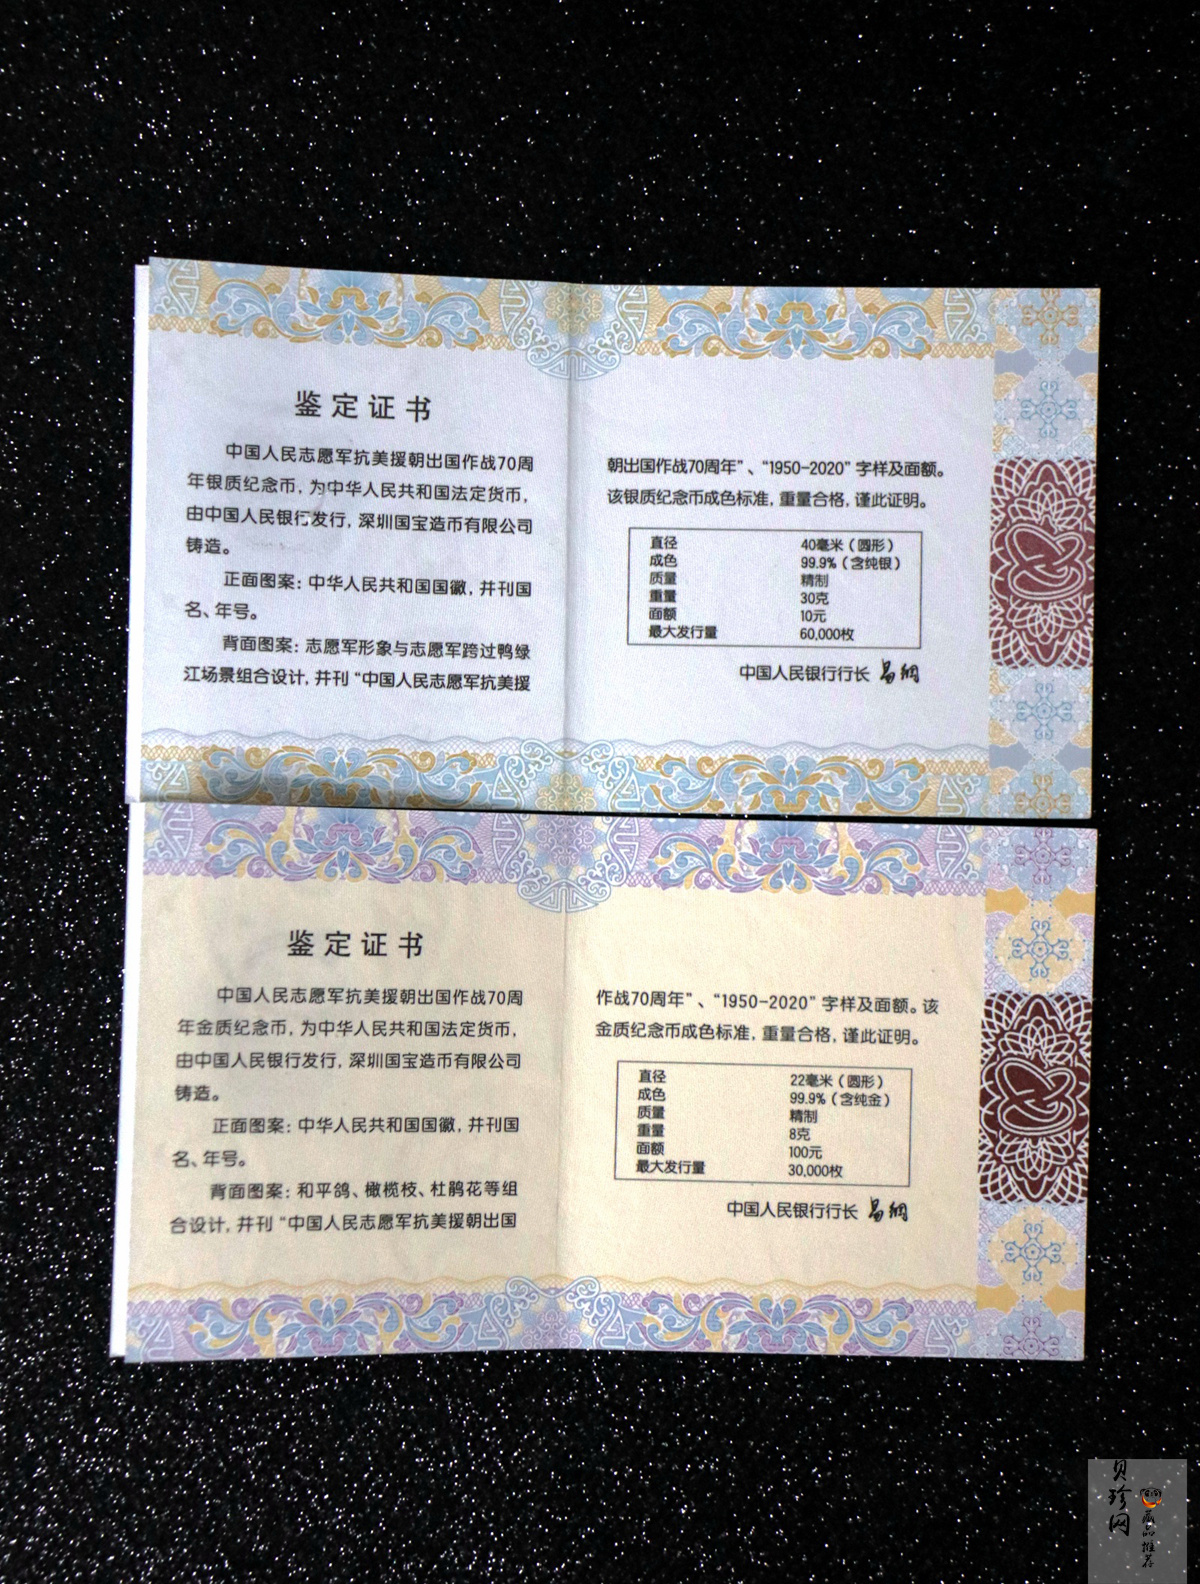 鉴定证书
中国人民志愿军抗美援朝出国作战70周
年银质纪念币，为中华人民共和国法定货币，
由中国人民银行发行，深圳国宝造币有限公司
铸造。
正面图案：中华人民共和国国徽，并刊国
名、年号。
背面图案：志愿军形象与志愿军跨过鸭绿
江场景组合设计，并刊“中国人民志愿军抗美援
朝出国作战70周年”、“1950-2020”字样及面额。
该银质纪念币成色标准，重量合格，谨此证明。
直径 40毫米（圆形）
成色 99.9%（含纯银）
质量 精制
重量 30克
面额 10元
最大发行量 60,000枚
中国人民银行行长 易纲
鉴定证书
中国人民志愿军抗美援朝出国作战70周
年金质纪念币，为中华人民共和国法定货币，
由中国人民银行发行，深圳国宝造币有限公司
铸造。
正面图案：中华人民共和国国徽，并刊国
名、年号。
背面图案：和平鸽、橄榄枝、杜鹃花等组
合设计，并刊“中国人民志愿军抗美援朝出国
作战70周年”、“1950-2020”字样及面额。该
金质纪念币成色标准，重量合格，谨此证明。
直径 22毫米（圆形）
成色 99.9%（含纯金）
质量 精制
重量 8克
面额 100元
最大发行量 30,000枚
中国人民银行行长 易纲
贝珍网
藏品推荐